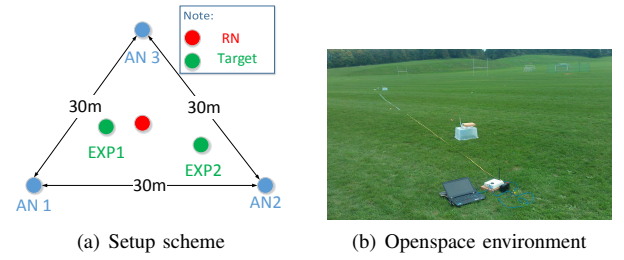 Note:
RN
Target
AN 3
30m
30m
EXP1
EXP2
30m
AN 1
AN2
(a) Setup scheme
(b) Openspace environment